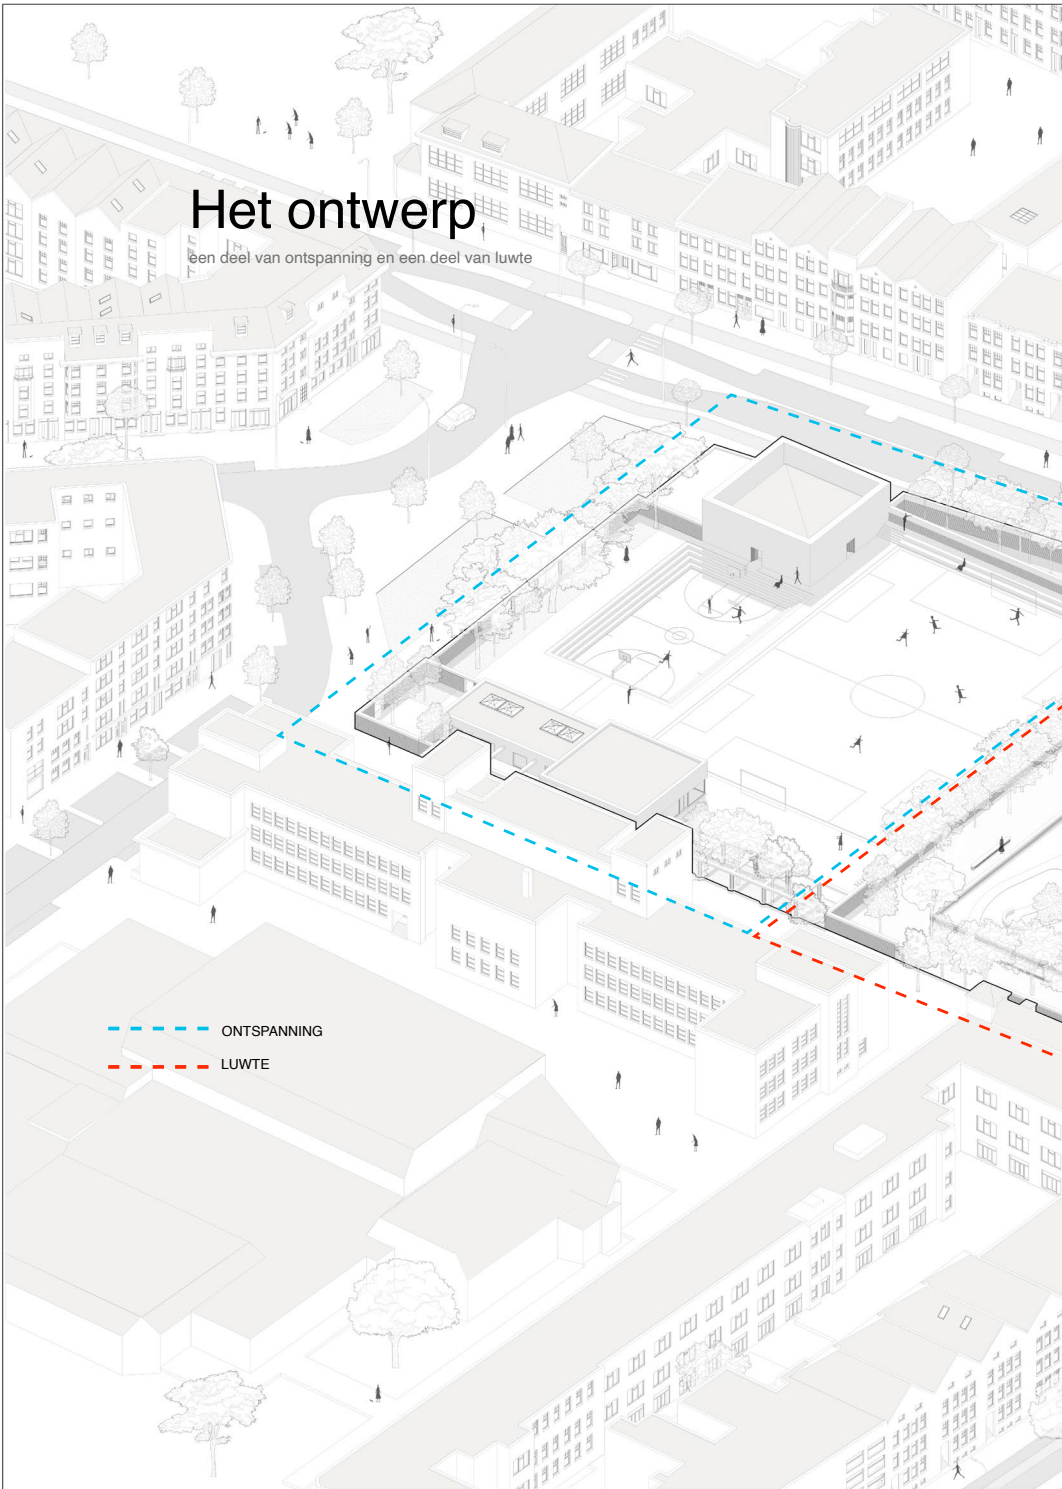 Het ontwerp
een deel van ontspanning en een deel van luwte
ONTSPANNING
LUWTE